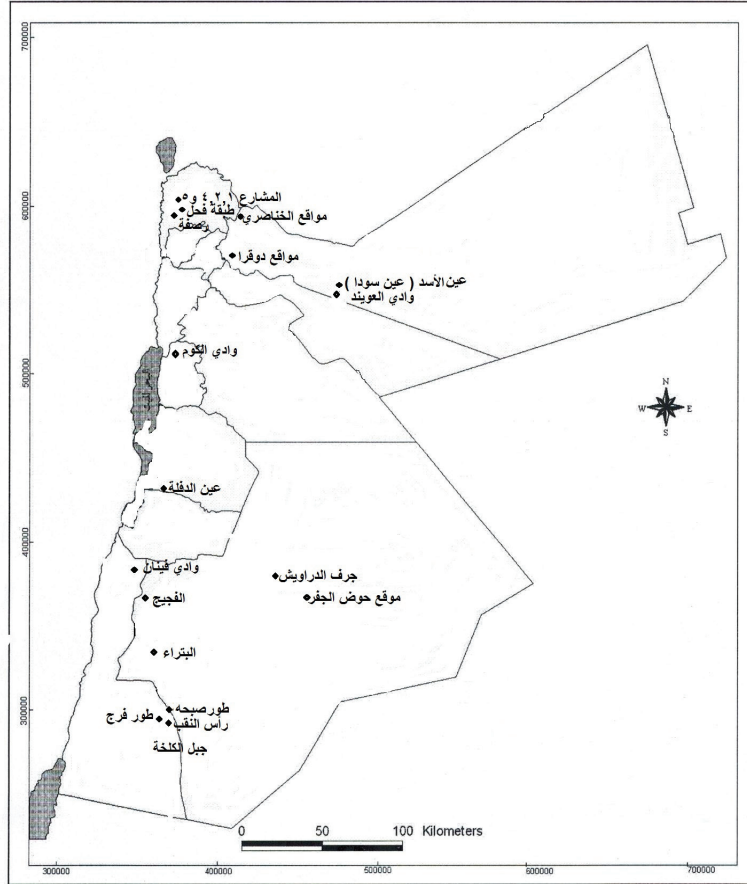 700000
المشارع ١, ٢, ٤ و٥
طبقة فحل
رصفة
مواقع الخناصري
600000
مواقع دوقرا
عين الأسد ( عين سودا )
وادي العويند
وادي الكوم
500000
N
W E
S
عين الدفلة
400000
وادي فينان
جرف الدراويش
الفجيج
موقع حوض الجفر
البتراء
طور صبحه
طور فرج
رأس النقب
300000
جبل الكلخة
0 50 100 Kilometers
300000 400000 500000 600000 700000